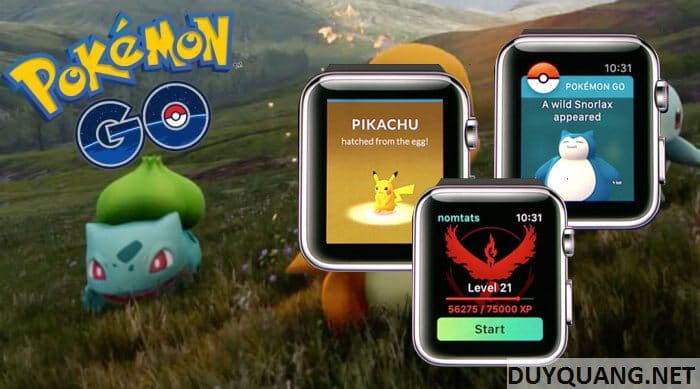 POKÉMON
GO
PIKACHU
hatched from the egg!
10:31
POKÉMON GO
A wild Snorlax
appeared
nomtats
10:31
Level 21
56275 / 75000 XP
Start
DUYQUANG.NET